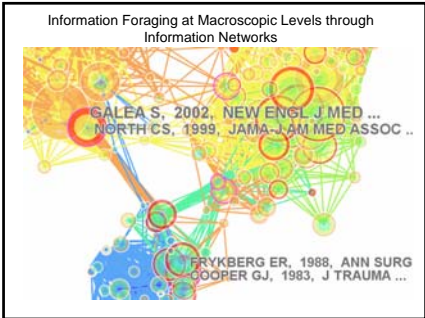 Information Foraging at Macroscopic Levels through
Information Networks
GALEA S, 2002, NEW ENGL J MED ...
NORTH CS, 1999, JAMA-J AM MED ASSOC ..
FRYKBERG ER, 1988, ANN SURG
COOPER GJ, 1983, J TRAUMA ...